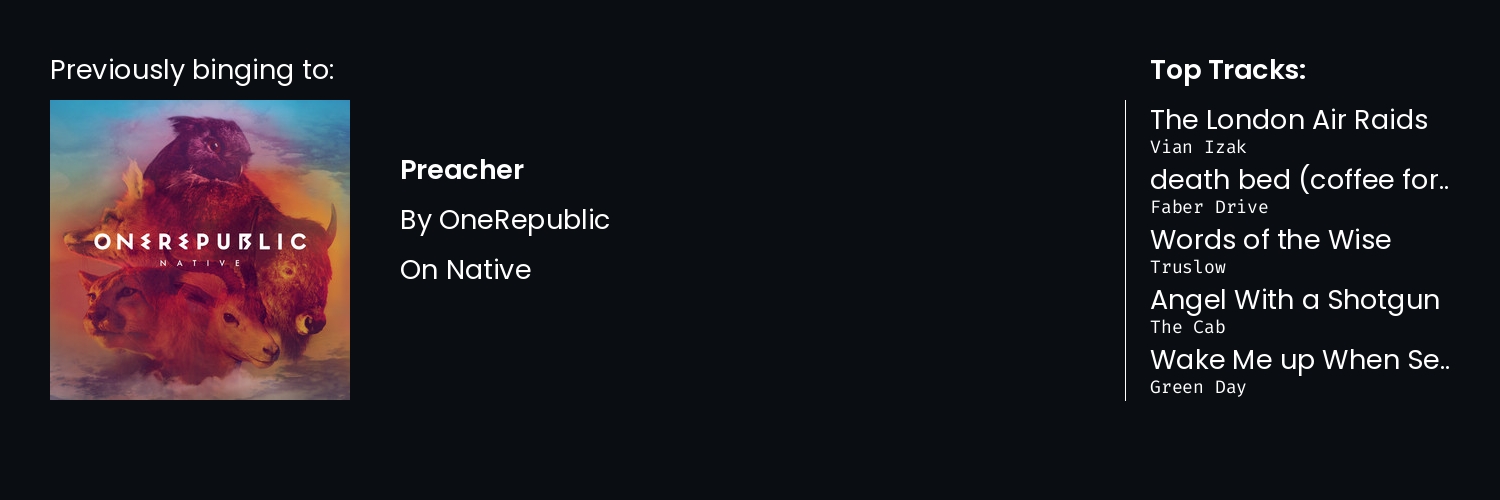 Previously binging to:
ONEREPUBLIC
NATIVE
Preacher
By OneRepublic
On Native
Top Tracks:
The London Air Raids
Vian Izak
death bed (coffee for..
Faber Drive
Words of the Wise
Truslow
Angel With a Shotgun
The Cab
Wake Me up When Se..
Green Day